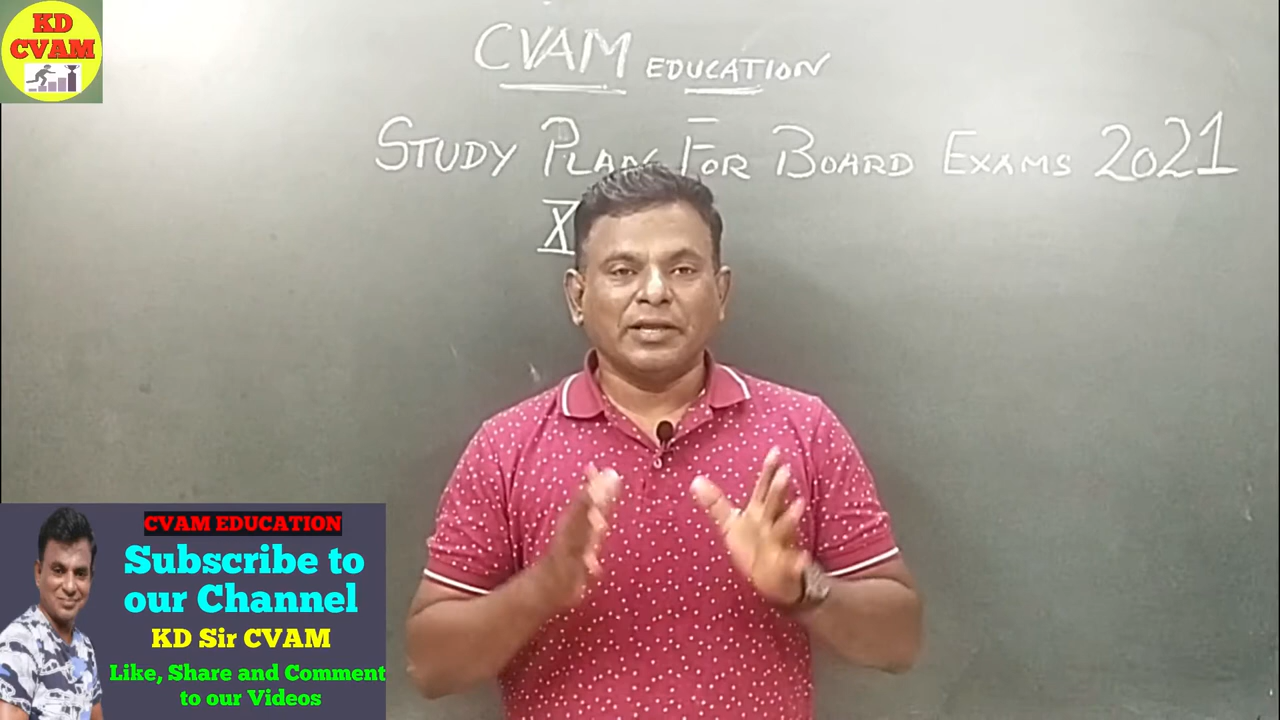 KD
CVAM
CVAM EDUCATION
STUDY PLAN FOR BOARD EXAMS 2021
X
CVAM EDUCATION
Subscribe to
our Channel
KD Sir CVAM
Like, Share and Comment
to our Videos